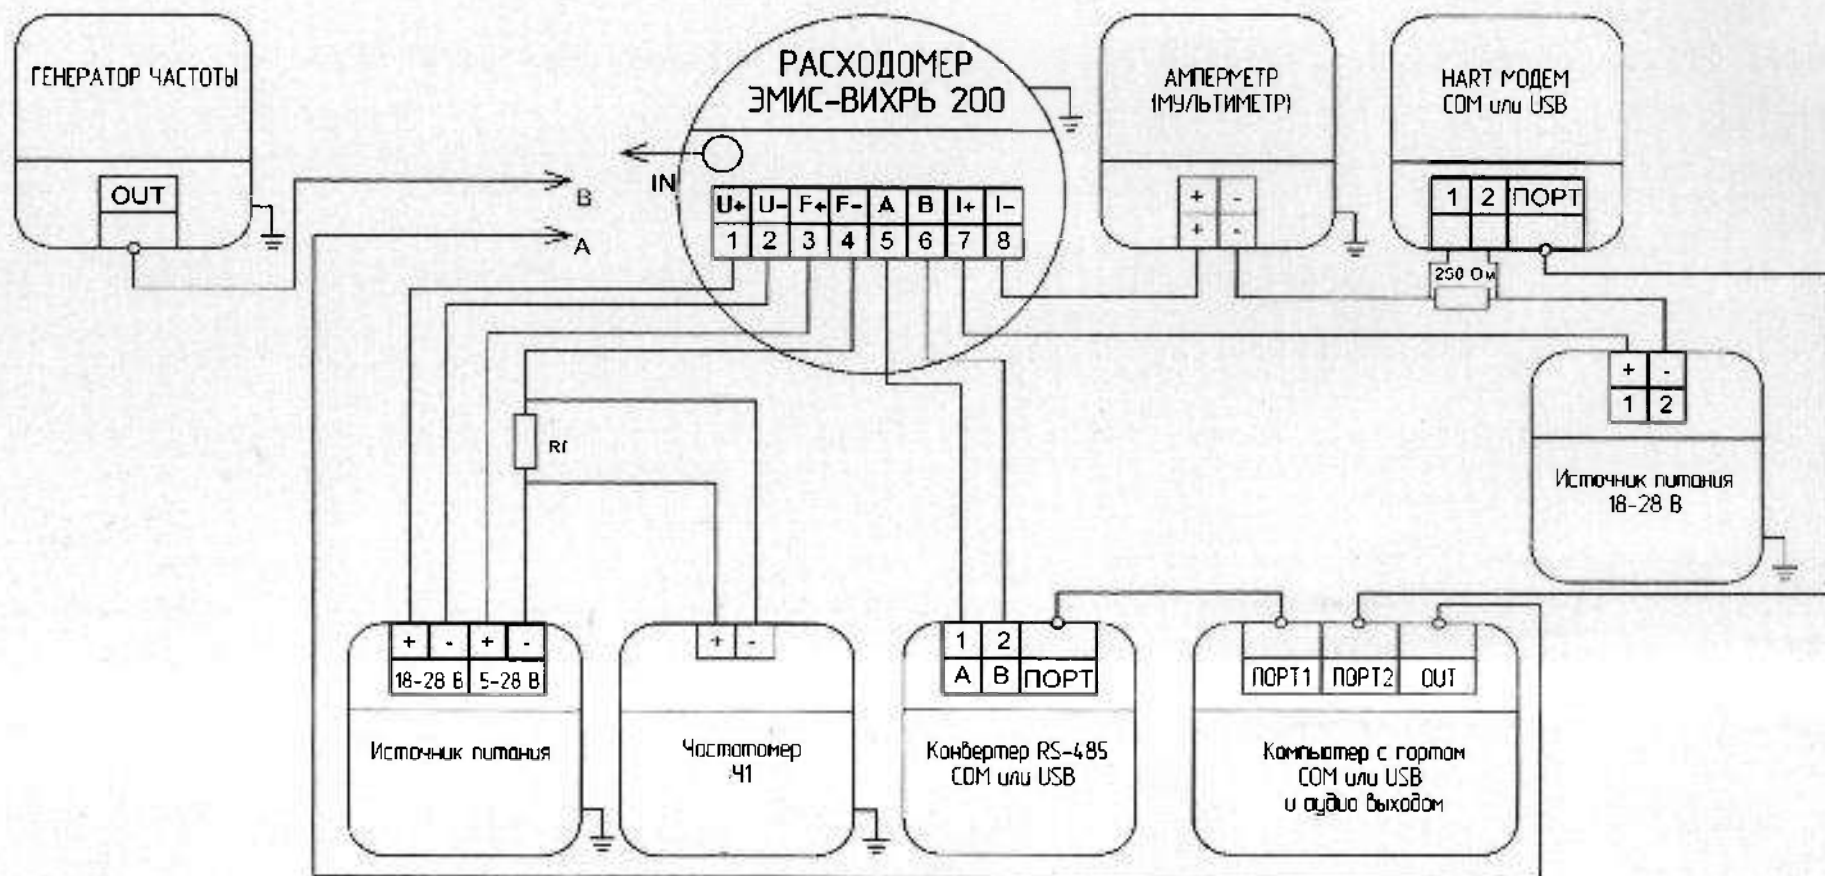 ГЕНЕРАТОР ЧАСТОТЫ
OUT
B
A
РАСХОДОМЕР
ЭМИС-ВИХРЬ 200
IN
U+ U- F+ F- A B I+ I-
1 2 3 4 5 6 7 8
АМПЕРМЕТР
(МУЛЬТИМЕТР)
+ -
+ -
HART МОДЕМ
COM или USB
1 2 ПОРТ
250 Ом
+ -
1 2
Источник питания
18-28 В
Rf
+ - + -
18-28 В 5-28 В
Источник питания
+ -
Частотомер
Ч1
1 2
A B ПОРТ
Конвертер RS-485
COM или USB
ПОРТ1 ПОРТ2 OUT
Компьютер с гортом
COM или USB
и аудио выходом